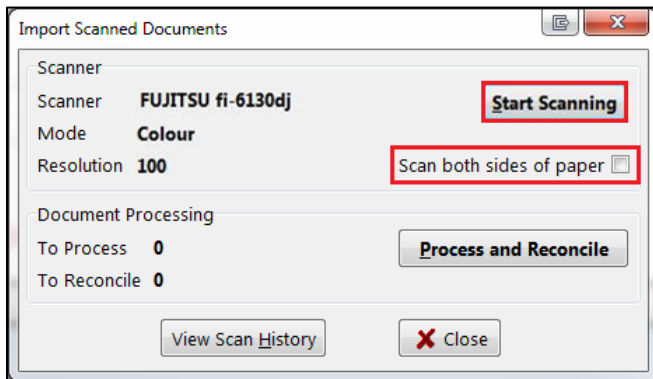 Import Scanned Documents
Scanner
Scanner FUJITSU fi-6130dj
Start Scanning
Mode Colour
Resolution 100
Scan both sides of paper
Document Processing
To Process 0
Process and Reconcile
To Reconcile 0
View Scan History
Close